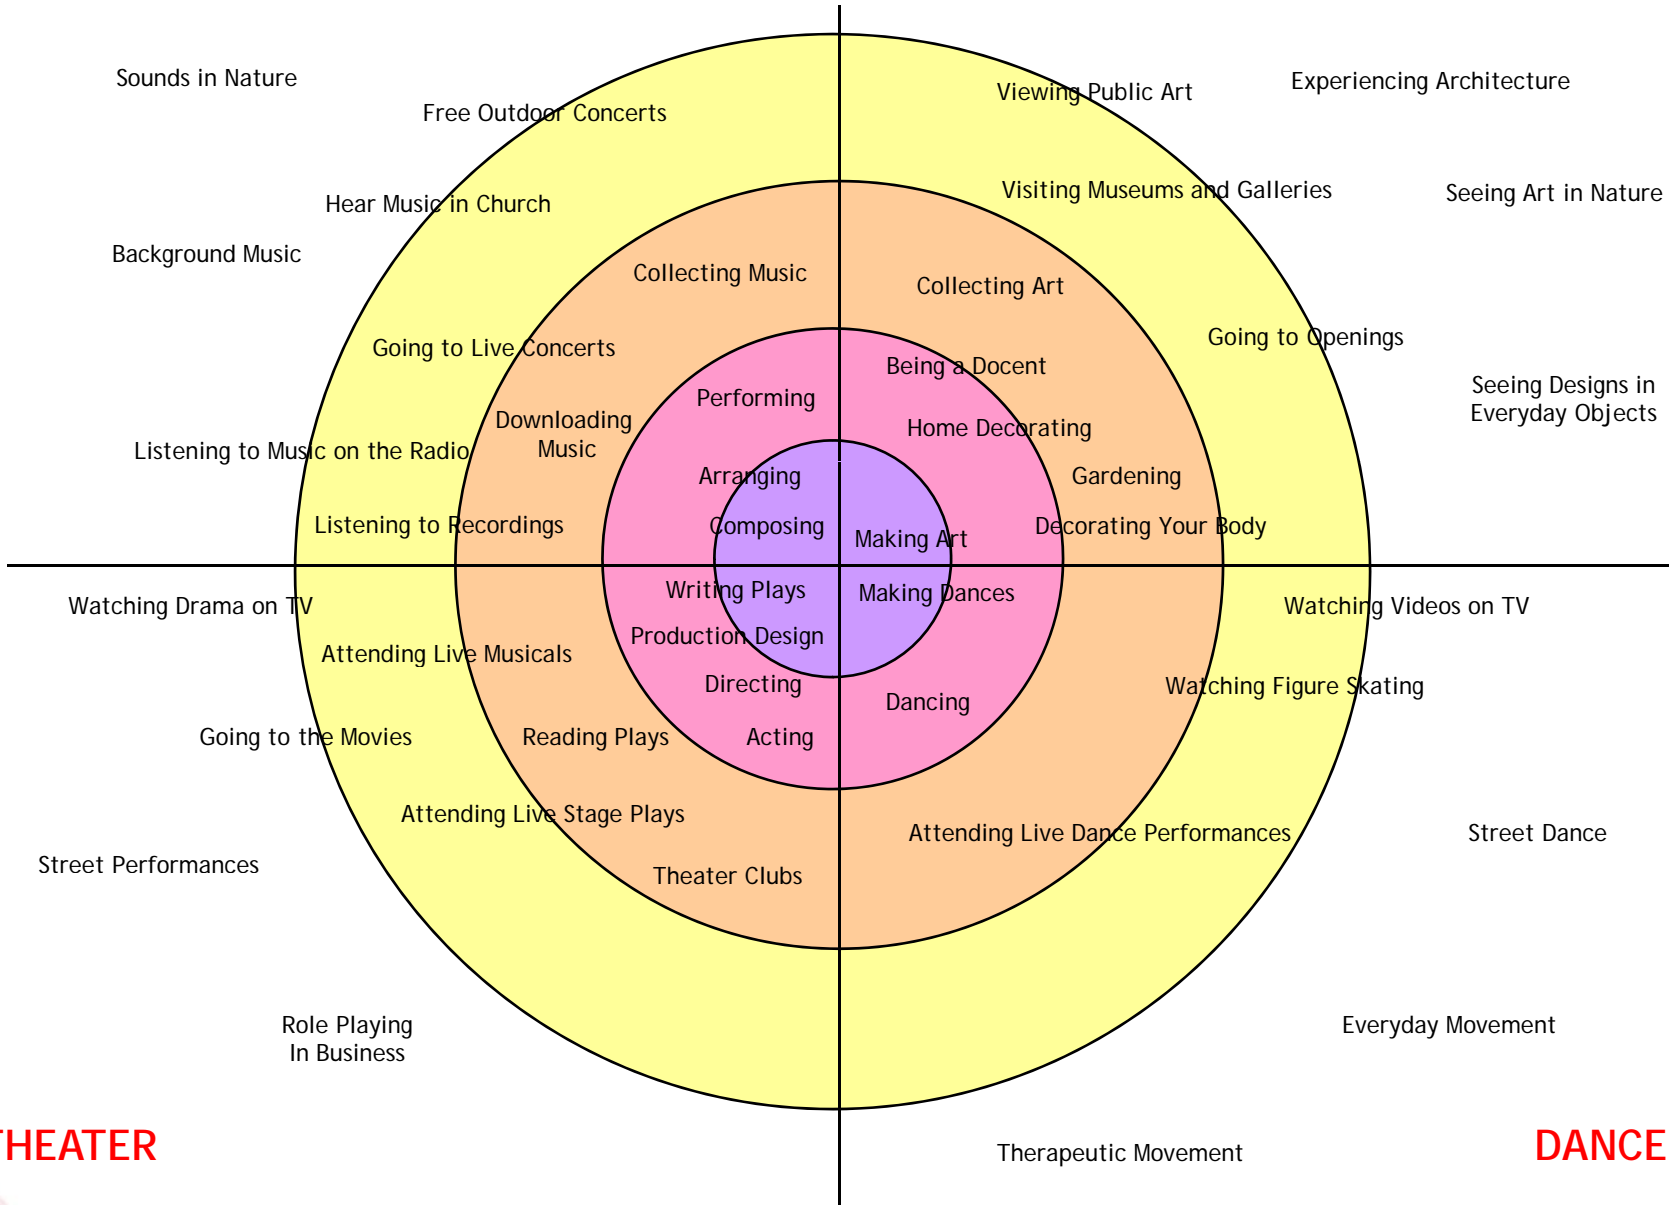 Sounds in Nature
Free Outdoor Concerts
Hear Music in Church
Background Music
Collecting Music
Going to Live Concerts
Performing
Downloading
Music
Listening to Music on the Radio
Arranging
Listening to Recordings
Composing
Viewing Public Art
Experiencing Architecture
Visiting Museums and Galleries
Seeing Art in Nature
Collecting Art
Going to Openings
Being a Docent
Seeing Designs in
Everyday Objects
Home Decorating
Gardening
Decorating Your Body
Making Art
Writing Plays
Watching Drama on TV
Production Design
Attending Live Musicals
Directing
Going to the Movies
Reading Plays
Acting
Attending Live Stage Plays
Street Performances
Theater Clubs
Role Playing
In Business
THEATER
Making Dances
Watching Videos on TV
Watching Figure Skating
Dancing
Attending Live Dance Performances
Street Dance
Everyday Movement
Therapeutic Movement
DANCE